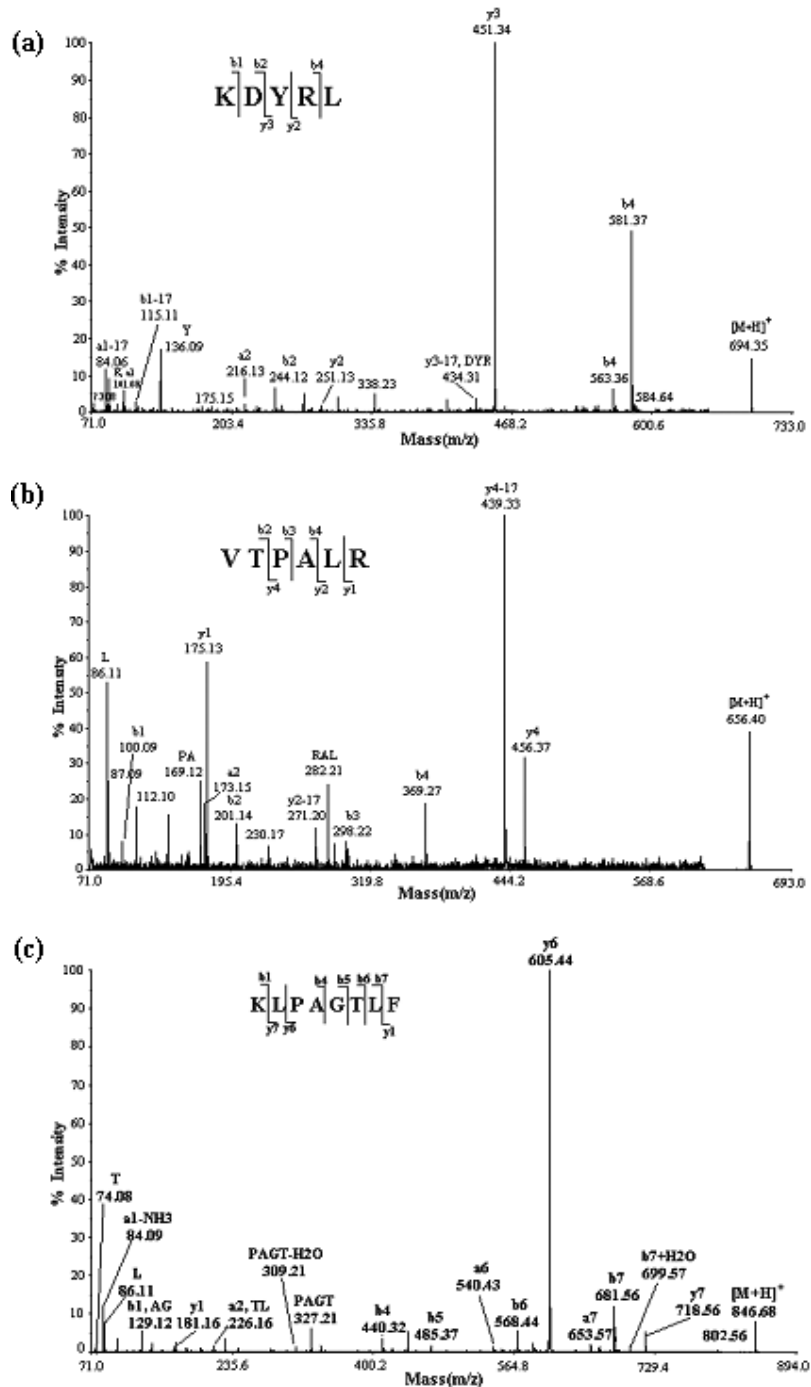 (a)
y3
451.34
b1 b2 b4
KDYRL
y3 y2
b4
581.37
b1-17
115.11
Y
136.09
a1-17
84.06
R, a1
101.08
73.08
175.15
a2
216.13
b2
244.12
y2
251.13
338.23
y3-17, DYR
434.31
b4
563.36
584.64
[M+H]+
694.35
100
90
80
70
60
50
40
30
20
10
0
% Intensity
71.0 203.4 335.8 468.2 600.6 733.0
Mass(m/z)
(b)
y4-17
439.33
b2 b3 b4
VTPALR
y4 y2 y1
L
86.11
y1
175.13
b1
100.09
87.09
112.10
PA
169.12
a2
173.15
b2
201.14
230.17
y2-17
271.20
RAL
282.21
b3
298.22
b4
369.27
y4
456.37
[M+H]+
656.40
100
90
80
70
60
50
40
30
20
10
0
% Intensity
71.0 195.4 319.8 444.2 568.6 693.0
Mass(m/z)
(c)
y6
605.44
b1 b4 b5 b6 b7
KLPAGTLF
y7 y6 y1
T
74.08
a1-NH3
84.09
L
86.11
b1, AG
129.12
y1
181.16
a2, TL
226.16
PAGT-H2O
309.21
PAGT
327.21
b4
440.32
b5
485.37
a6
540.43
b6
568.44
a7
653.57
b7
681.56
b7+H2O
699.57
y7
718.56
802.56
[M+H]+
846.68
100
90
80
70
60
50
40
30
20
10
0
% Intensity
71.0 235.6 400.2 564.8 729.4 894.0
Mass(m/z)